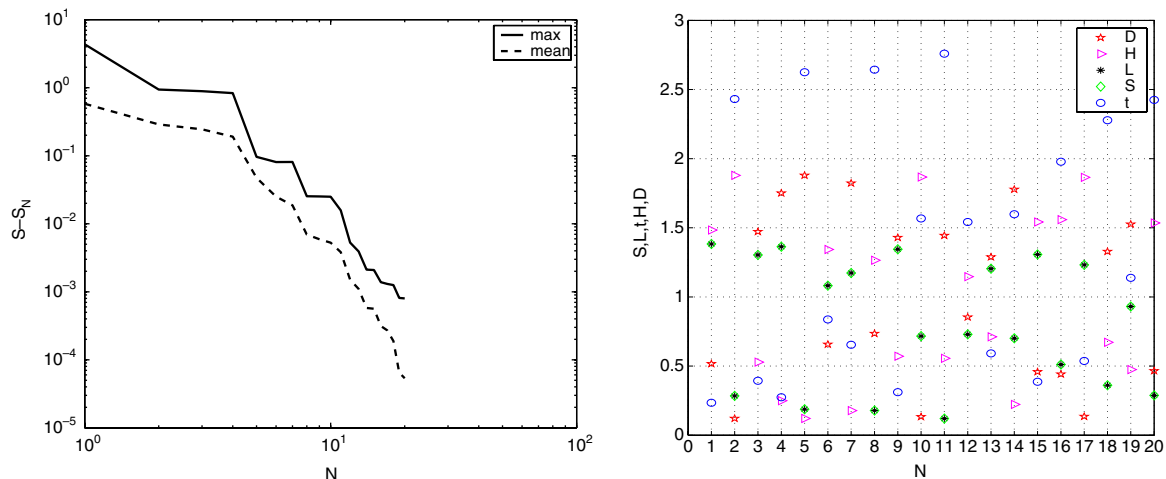 10^1
10^0
10^-1
10^-2
10^-3
10^-4
10^-5
S−S_N
10^0
10^1
10^2
N
max
mean
3
2.5
2
1.5
1
0.5
0
S,L,t,H,D
0 1 2 3 4 5 6 7 8 9 10 11 12 13 14 15 16 17 18 19 20
N
D
H
L
S
t